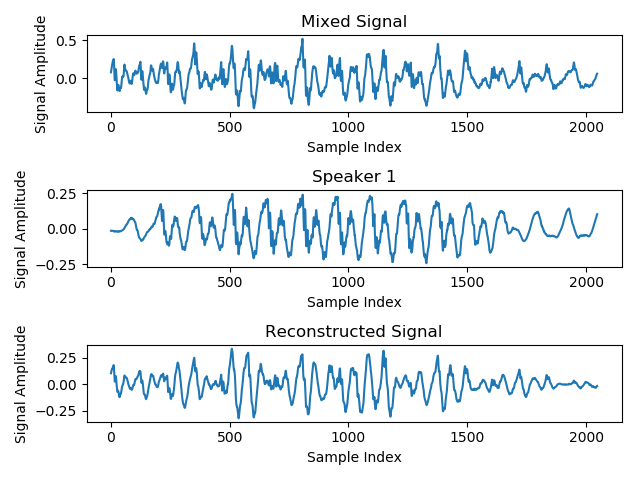 Mixed Signal
Signal Amplitude
0.5
0.0
0 500 1000 1500 2000
Sample Index
Speaker 1
Signal Amplitude
0.25
0.00
−0.25
0 500 1000 1500 2000
Sample Index
Reconstructed Signal
Signal Amplitude
0.25
0.00
−0.25
0 500 1000 1500 2000
Sample Index